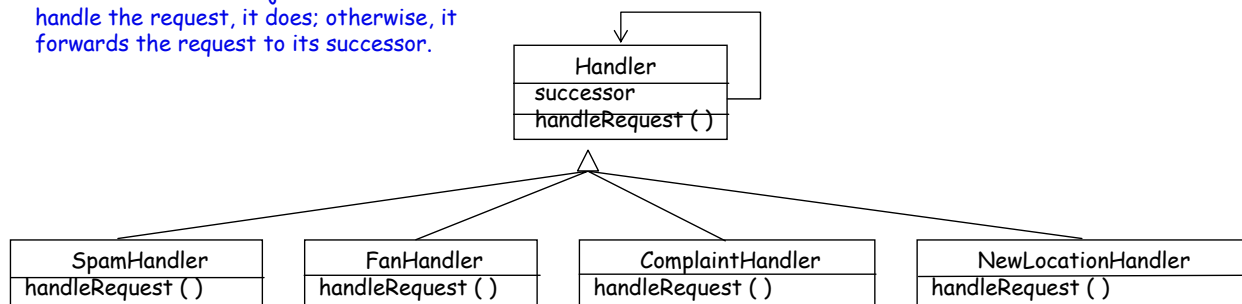 handle the request, it does; otherwise, it
forwards the request to its successor.
Handler
successor
handleRequest ( )
SpamHandler
FanHandler
ComplaintHandler
NewLocationHandler
handleRequest ( )
handleRequest ( )
handleRequest ( )
handleRequest ( )